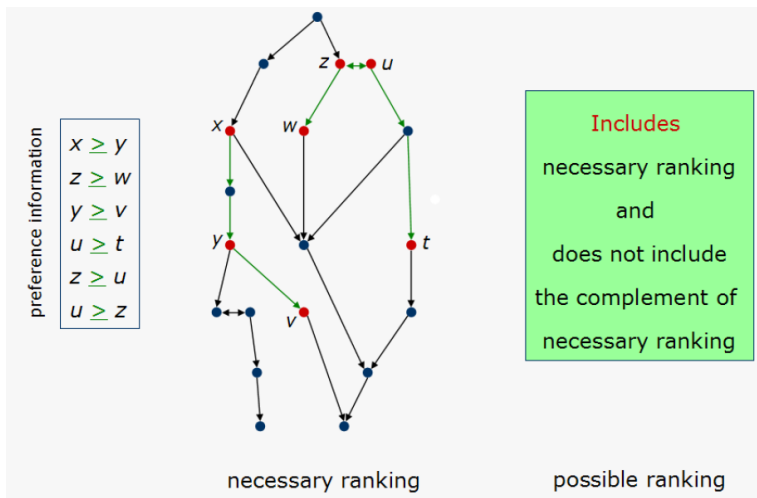 preference information
x ≥ y
z ≥ w
y ≥ v
u ≥ t
z ≥ u
u ≥ z
z
u
x
w
y
t
v
necessary ranking
Includes
necessary ranking
and
does not include
the complement of
necessary ranking
possible ranking